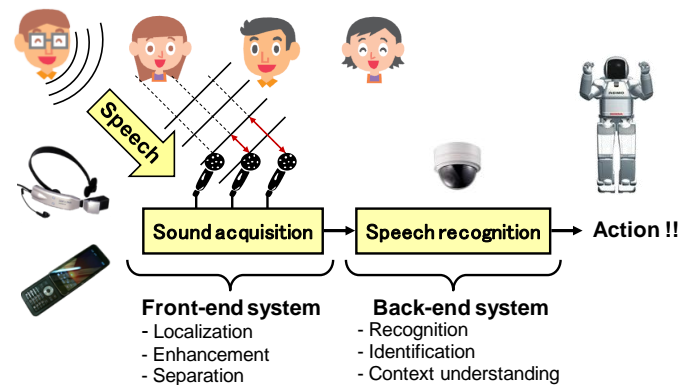 Speech
Sound acquisition
Speech recognition
Action !!
Front-end system
- Localization
- Enhancement
- Separation
Back-end system
- Recognition
- Identification
- Context understanding